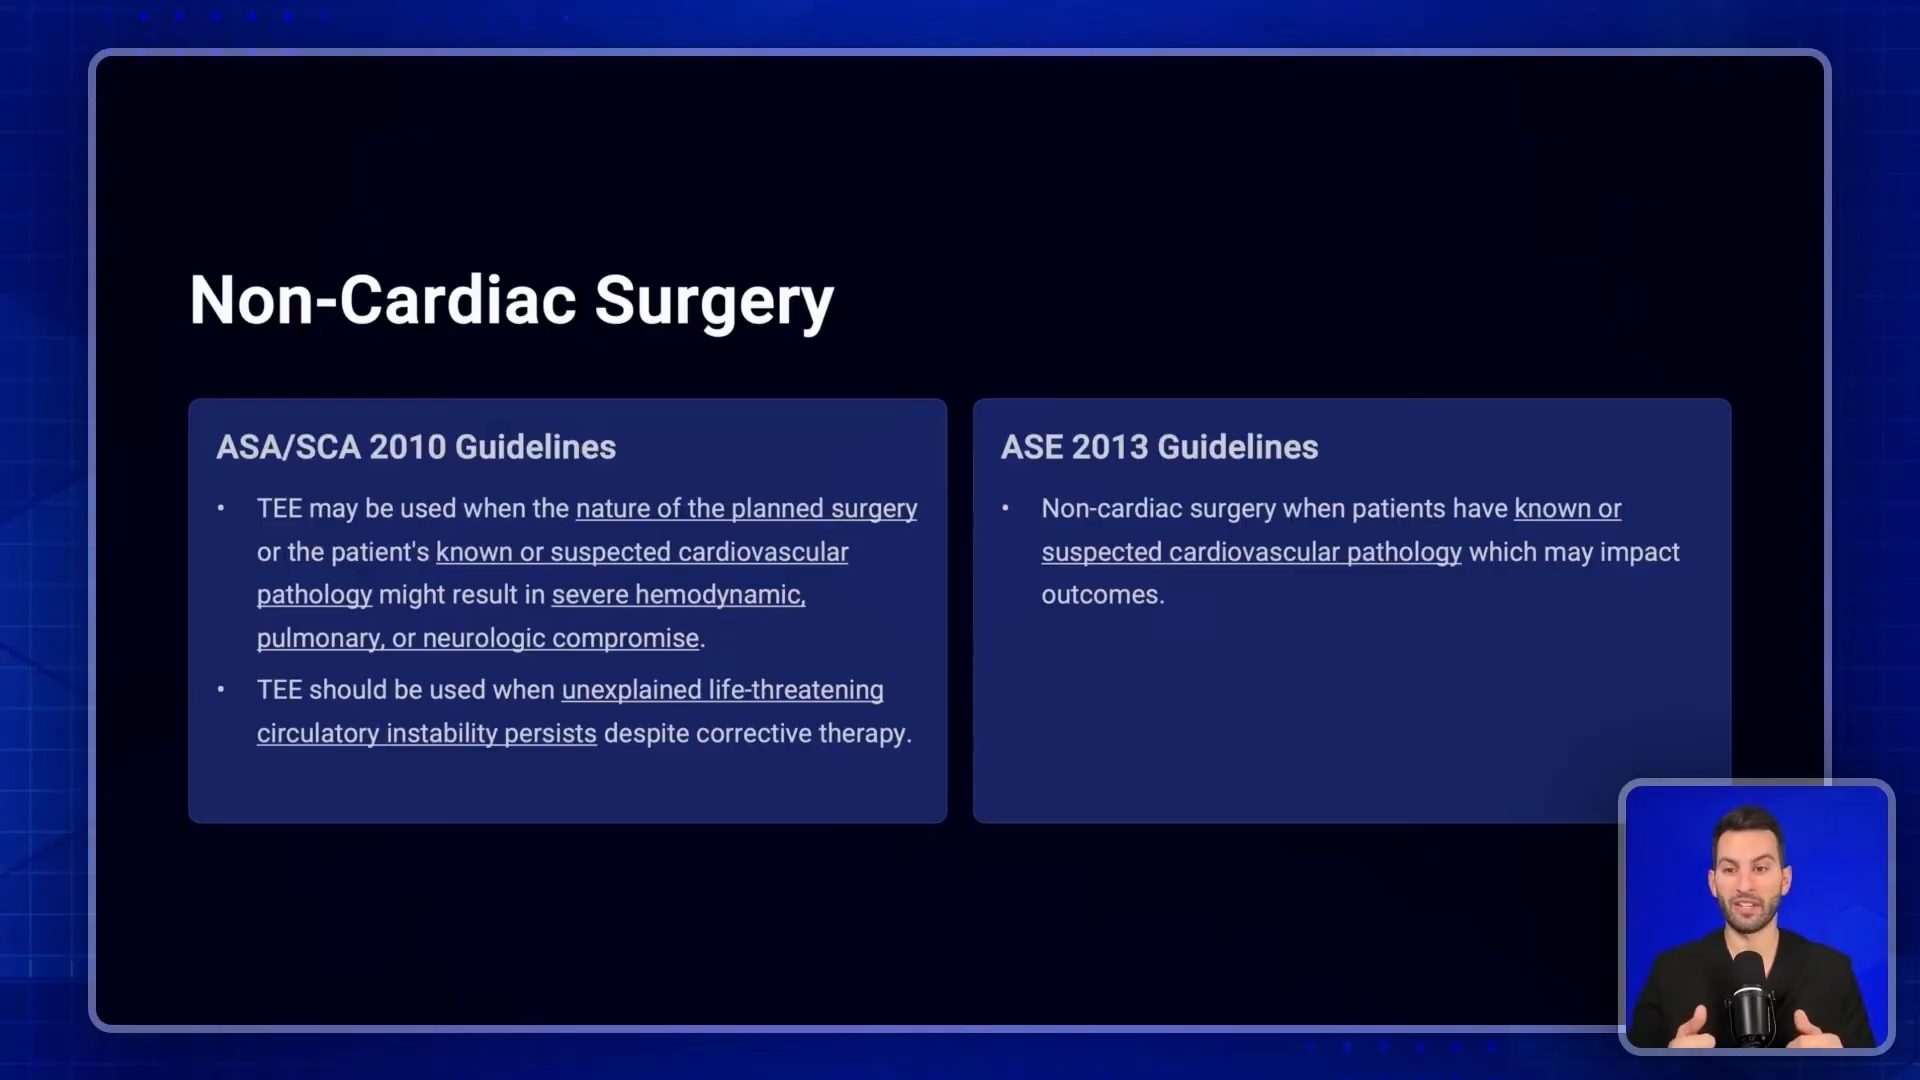 Non-Cardiac Surgery
ASA/SCA 2010 Guidelines
• TEE may be used when the nature of the planned surgery
or the patient's known or suspected cardiovascular
pathology might result in severe hemodynamic,
pulmonary, or neurologic compromise.
• TEE should be used when unexplained life-threatening
circulatory instability persists despite corrective therapy.
ASE 2013 Guidelines
• Non-cardiac surgery when patients have known or
suspected cardiovascular pathology which may impact
outcomes.